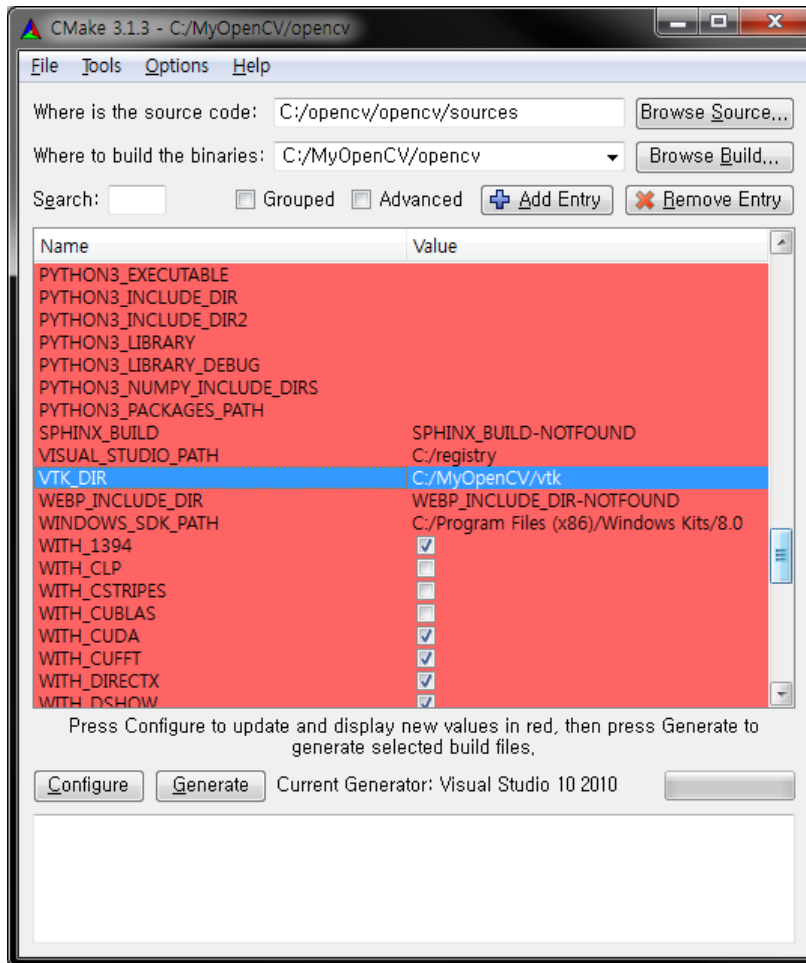 CMake 3.1.3 - C:/MyOpenCV/opencv
File Tools Options Help
Where is the source code: C:/opencv/opencv/sources Browse Source...
Where to build the binaries: C:/MyOpenCV/opencv Browse Build...
Search: Grouped Advanced Add Entry Remove Entry
Name Value
PYTHON3_EXECUTABLE
PYTHON3_INCLUDE_DIR
PYTHON3_INCLUDE_DIR2
PYTHON3_LIBRARY
PYTHON3_LIBRARY_DEBUG
PYTHON3_NUMPY_INCLUDE_DIRS
PYTHON3_PACKAGES_PATH
SPHINX_BUILD SPHINX_BUILD-NOTFOUND
VISUAL_STUDIO_PATH C:/registry
VTK_DIR C:/MyOpenCV/vtk
WEBP_INCLUDE_DIR WEBP_INCLUDE_DIR-NOTFOUND
WINDOWS_SDK_PATH C:/Program Files (x86)/Windows Kits/8.0
WITH_1394
WITH_CLP
WITH_CSTRIPES
WITH_CUBLAS
WITH_CUDA
WITH_CUFFT
WITH_DIRECTX
WITH_DSHOW
Press Configure to update and display new values in red, then press Generate to
generate selected build files.
Configure Generate Current Generator: Visual Studio 10 2010